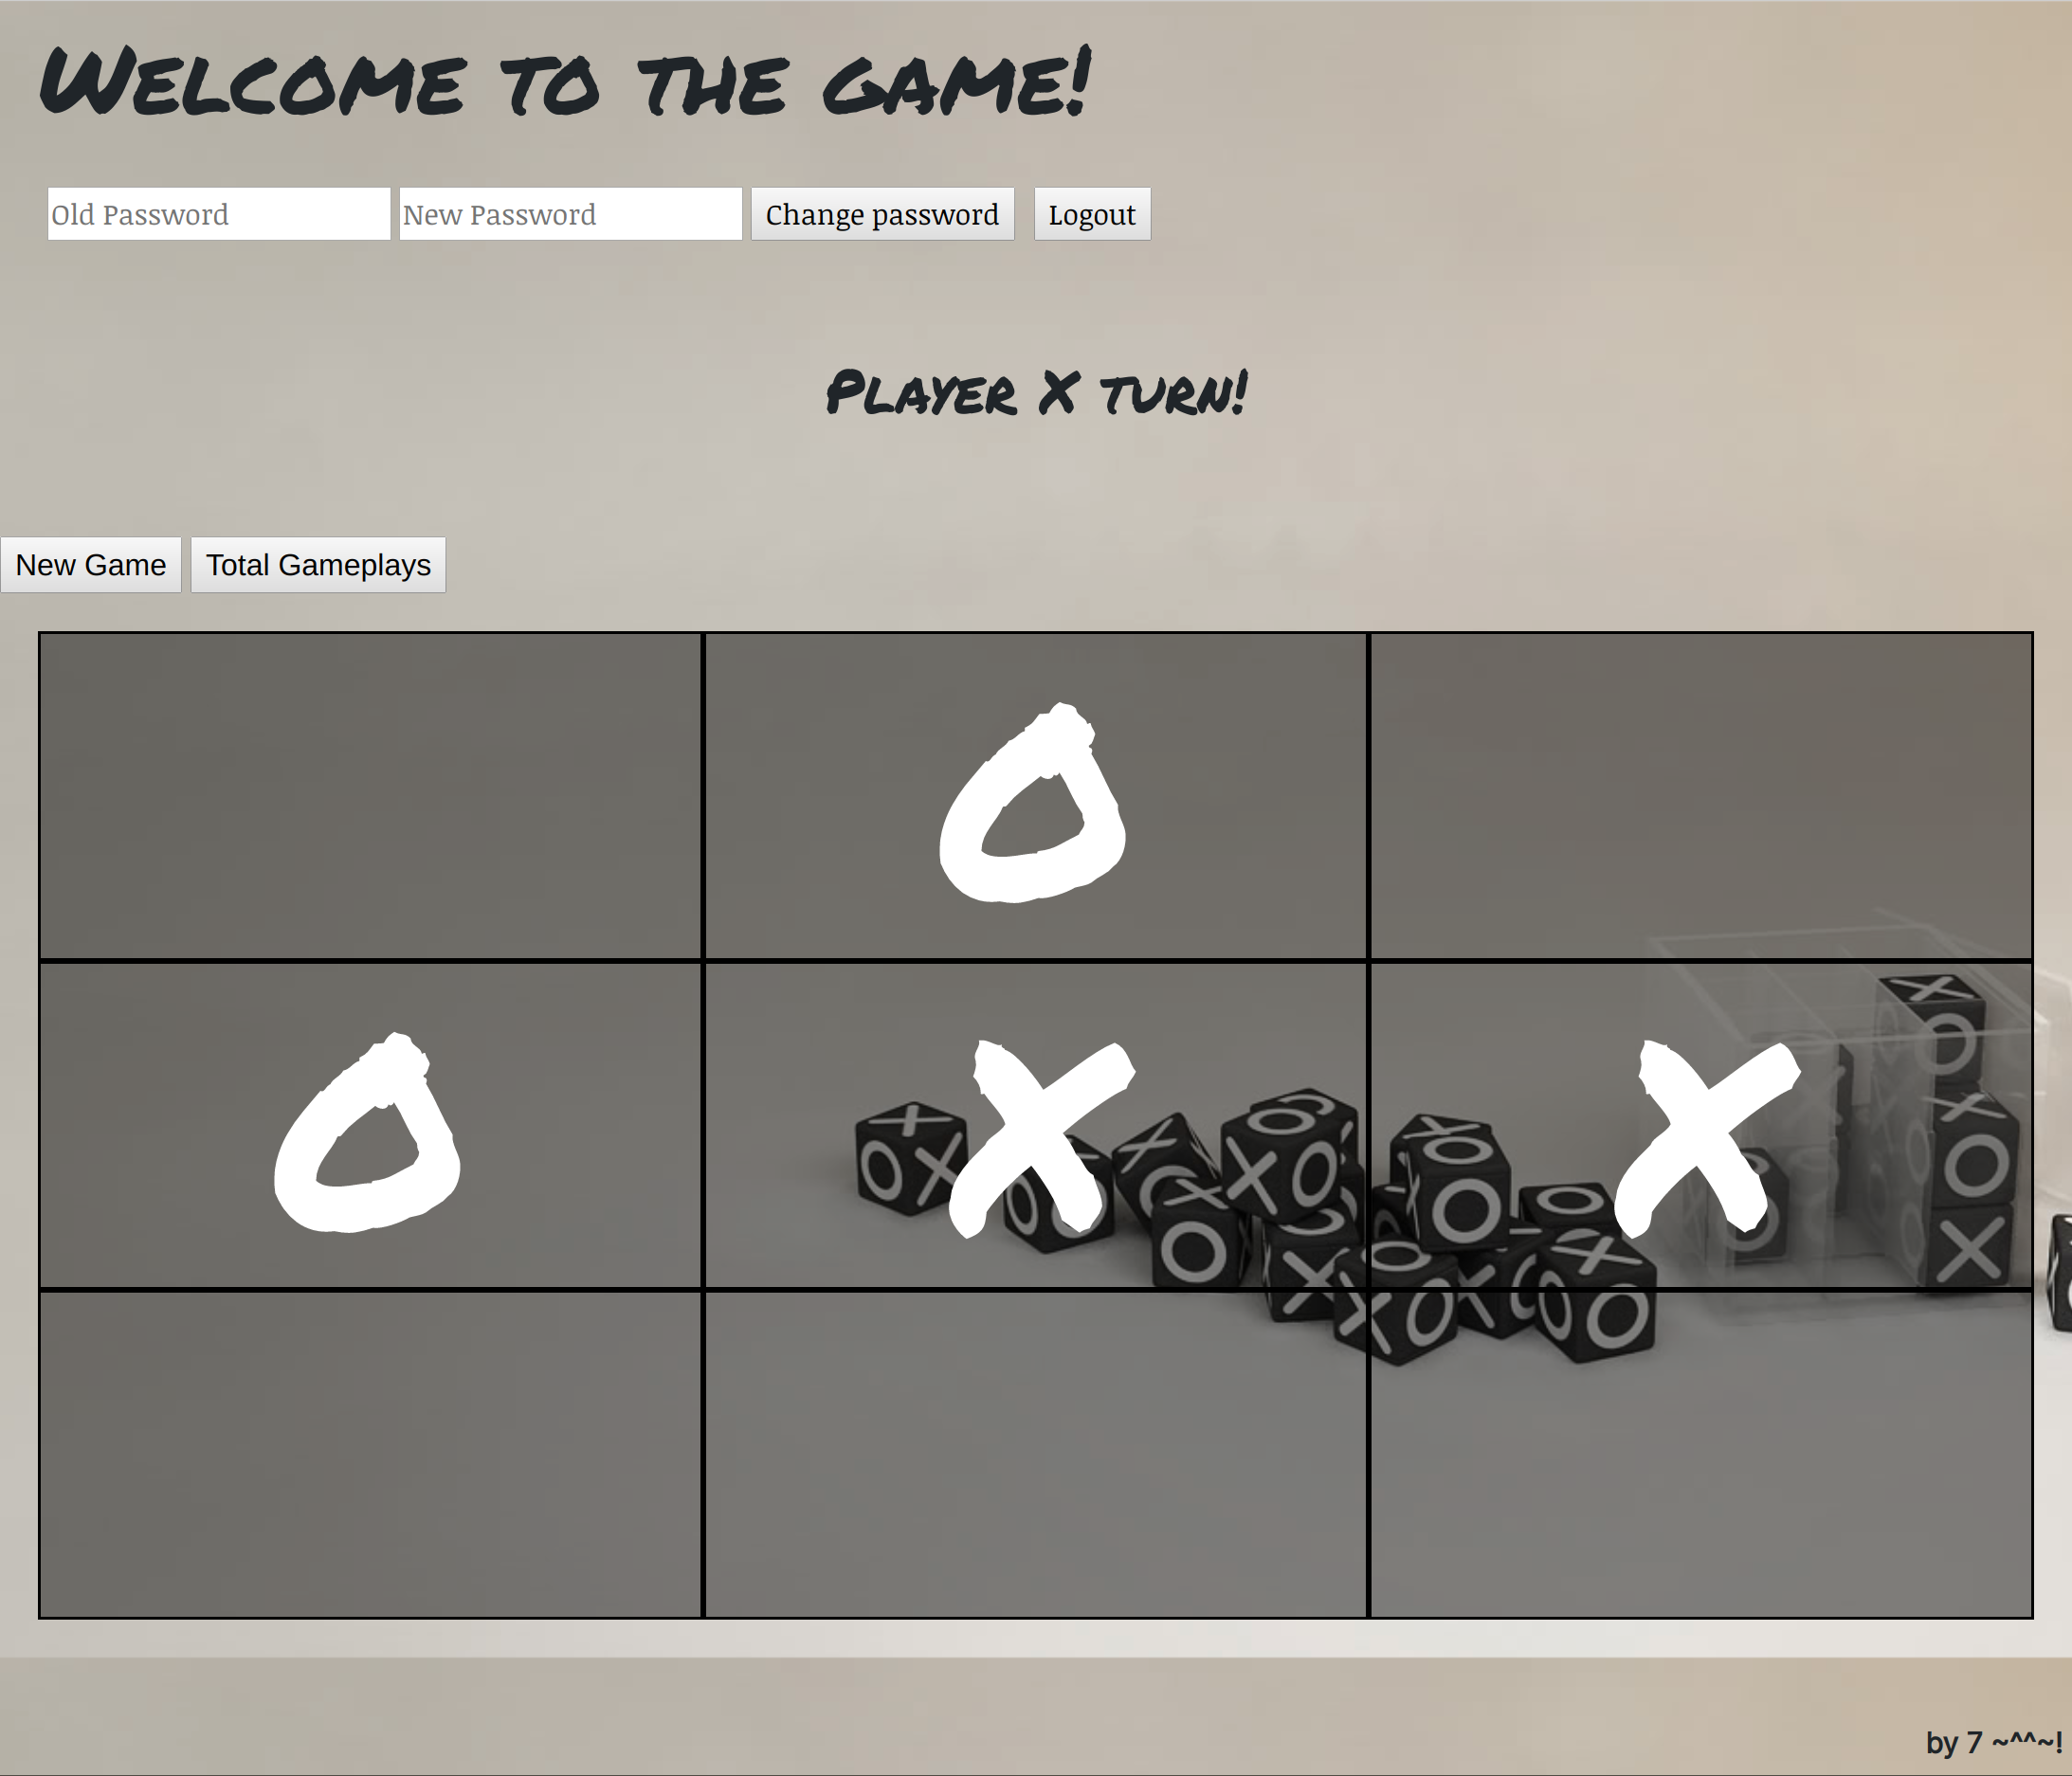 Welcome to the game!
Old Password New Password Change password Logout
Player X turn!
New Game Total Gameplays
O
O X X
by 7 ~^^~!